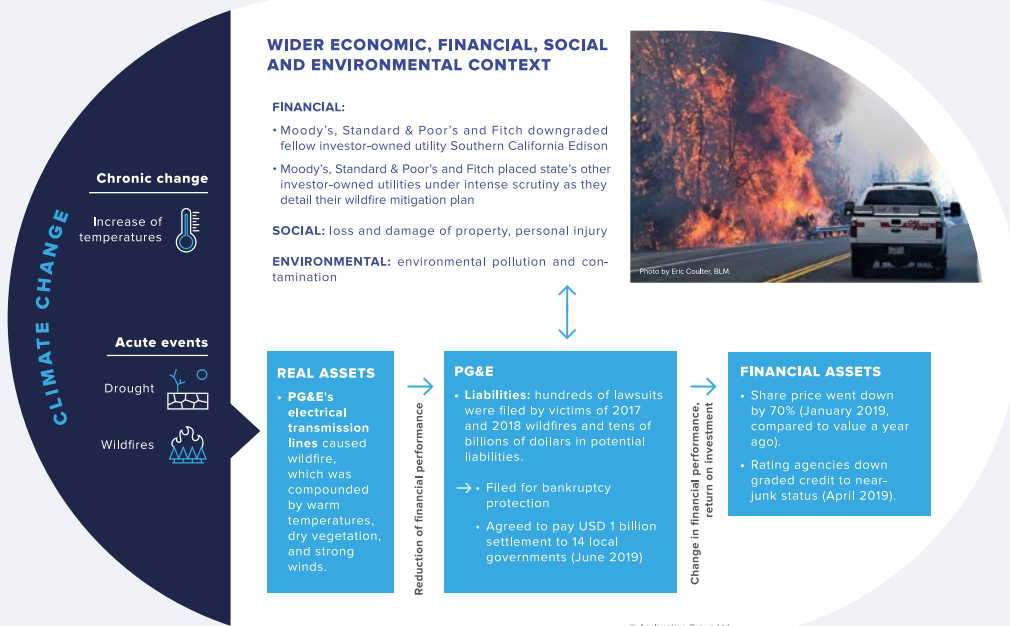 WIDER ECONOMIC, FINANCIAL, SOCIAL
AND ENVIRONMENTAL CONTEXT
FINANCIAL:
• Moody's, Standard & Poor's and Fitch downgraded
fellow investor-owned utility Southern California Edison
• Moody's, Standard & Poor's and Fitch placed state's other
investor-owned utilities under intense scrutiny as they
detail their wildfire mitigation plan
SOCIAL: loss and damage of property, personal injury
ENVIRONMENTAL: environmental pollution and con-
tamination
Photo by Eric Coulter, BLM.
CLIMATE CHANGE
Chronic change
Increase of
temperatures
Acute events
Drought
Wildfires
REAL ASSETS
• PG&E's
electrical
transmission
lines caused
wildfire,
which was
compounded
by warm
temperatures,
dry vegetation,
and strong
winds.
Reduction of financial performance
PG&E
• Liabilities: hundreds of lawsuits
were filed by victims of 2017
and 2018 wildfires and tens of
billions of dollars in potential
liabilities.
• Filed for bankruptcy
protection
• Agreed to pay USD 1 billion
settlement to 14 local
governments (June 2019)
Change in financial performance,
return on investment
FINANCIAL ASSETS
• Share price went down
by 70% (January 2019,
compared to value a year
ago).
• Rating agencies down
graded credit to near-
junk status (April 2019).